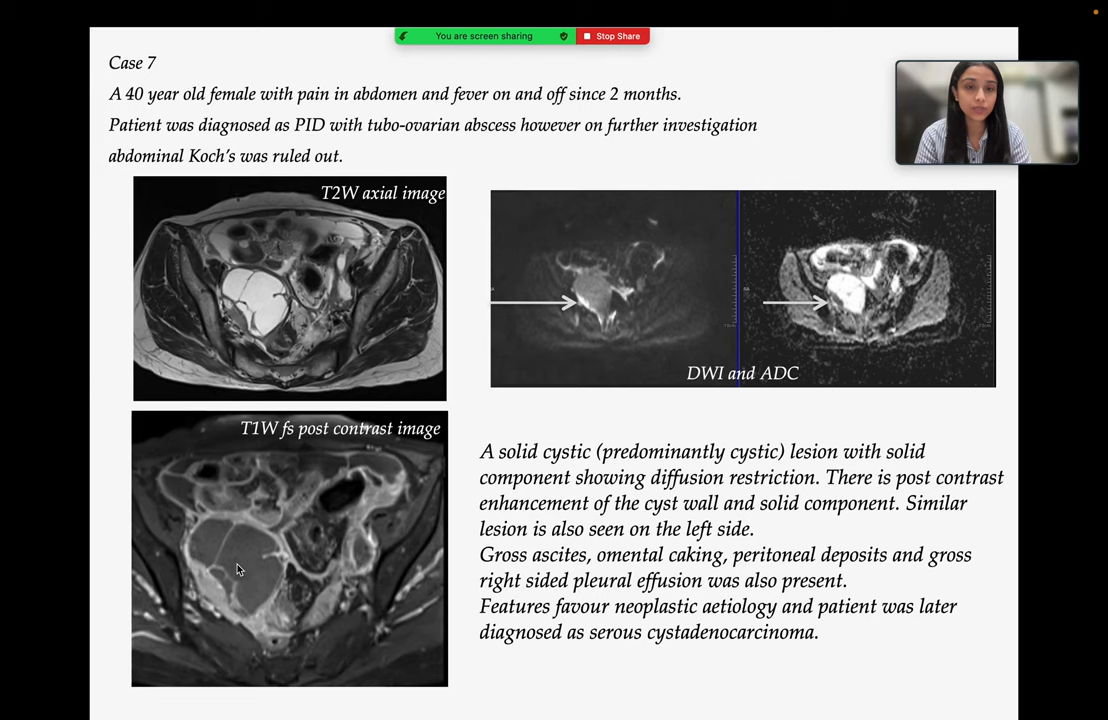 You are screen sharing
Stop Share
Case 7
A 40 year old female with pain in abdomen and fever on and off since 2 months.
Patient was diagnosed as PID with tubo-ovarian abscess however on further investigation
abdominal Koch's was ruled out.
T2W axial image
DWI and ADC
T1W fs post contrast image
A solid cystic (predominantly cystic) lesion with solid
component showing diffusion restriction. There is post contrast
enhancement of the cyst wall and solid component. Similar
lesion is also seen on the left side.
Gross ascites, omental caking, peritoneal deposits and gross
right sided pleural effusion was also present.
Features favour neoplastic aetiology and patient was later
diagnosed as serous cystadenocarcinoma.